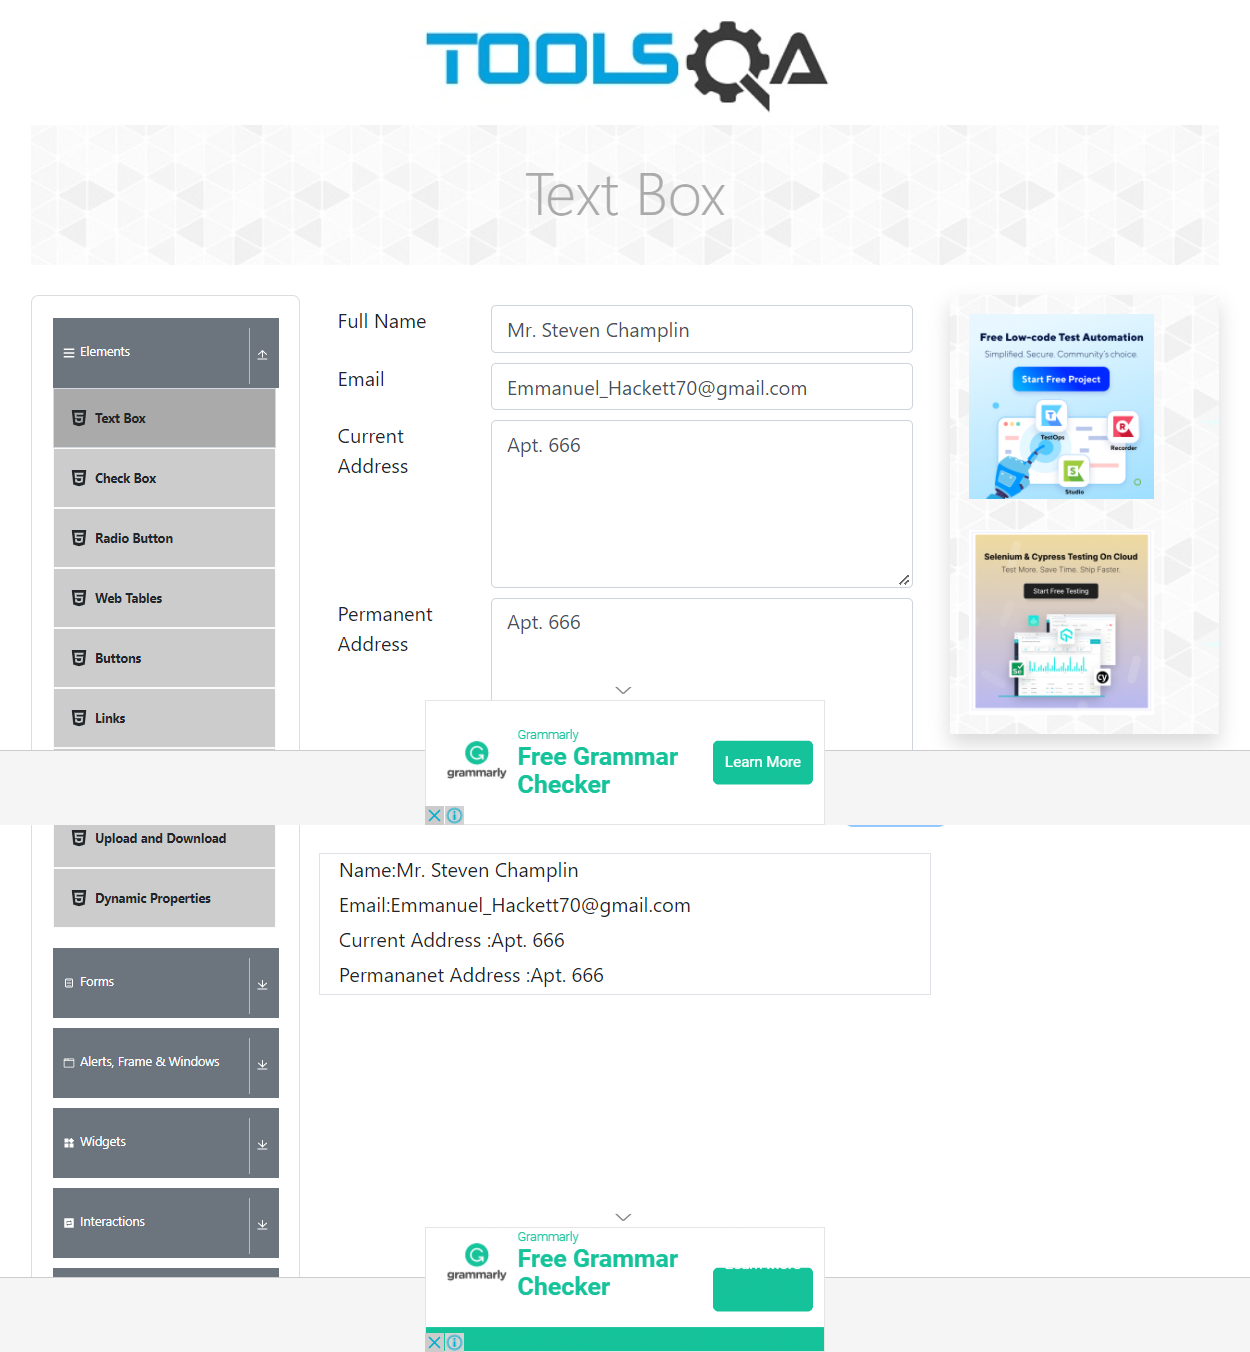 TOOLSQA
Text Box
Elements
Text Box
Check Box
Radio Button
Web Tables
Buttons
Links
Full Name
Mr. Steven Champlin
Email
Emmanuel_Hackett70@gmail.com
Current
Address
Apt. 666
Permanent
Address
Apt. 666
Free Low-code Test Automation
Simplified. Secure. Community's choice.
Start Free Project
TestOps
Recorder
Studio
Selenium & Cypress Testing On Cloud
Test More. Save Time. Ship Faster.
Start Free Testing
Se
cy
grammarly
Grammarly
Free Grammar
Checker
Learn More
Upload and Download
Dynamic Properties
Forms
Alerts, Frame & Windows
Widgets
Interactions
Name:Mr. Steven Champlin
Email:Emmanuel_Hackett70@gmail.com
Current Address :Apt. 666
Permananet Address :Apt. 666
grammarly
Grammarly
Free Grammar
Checker